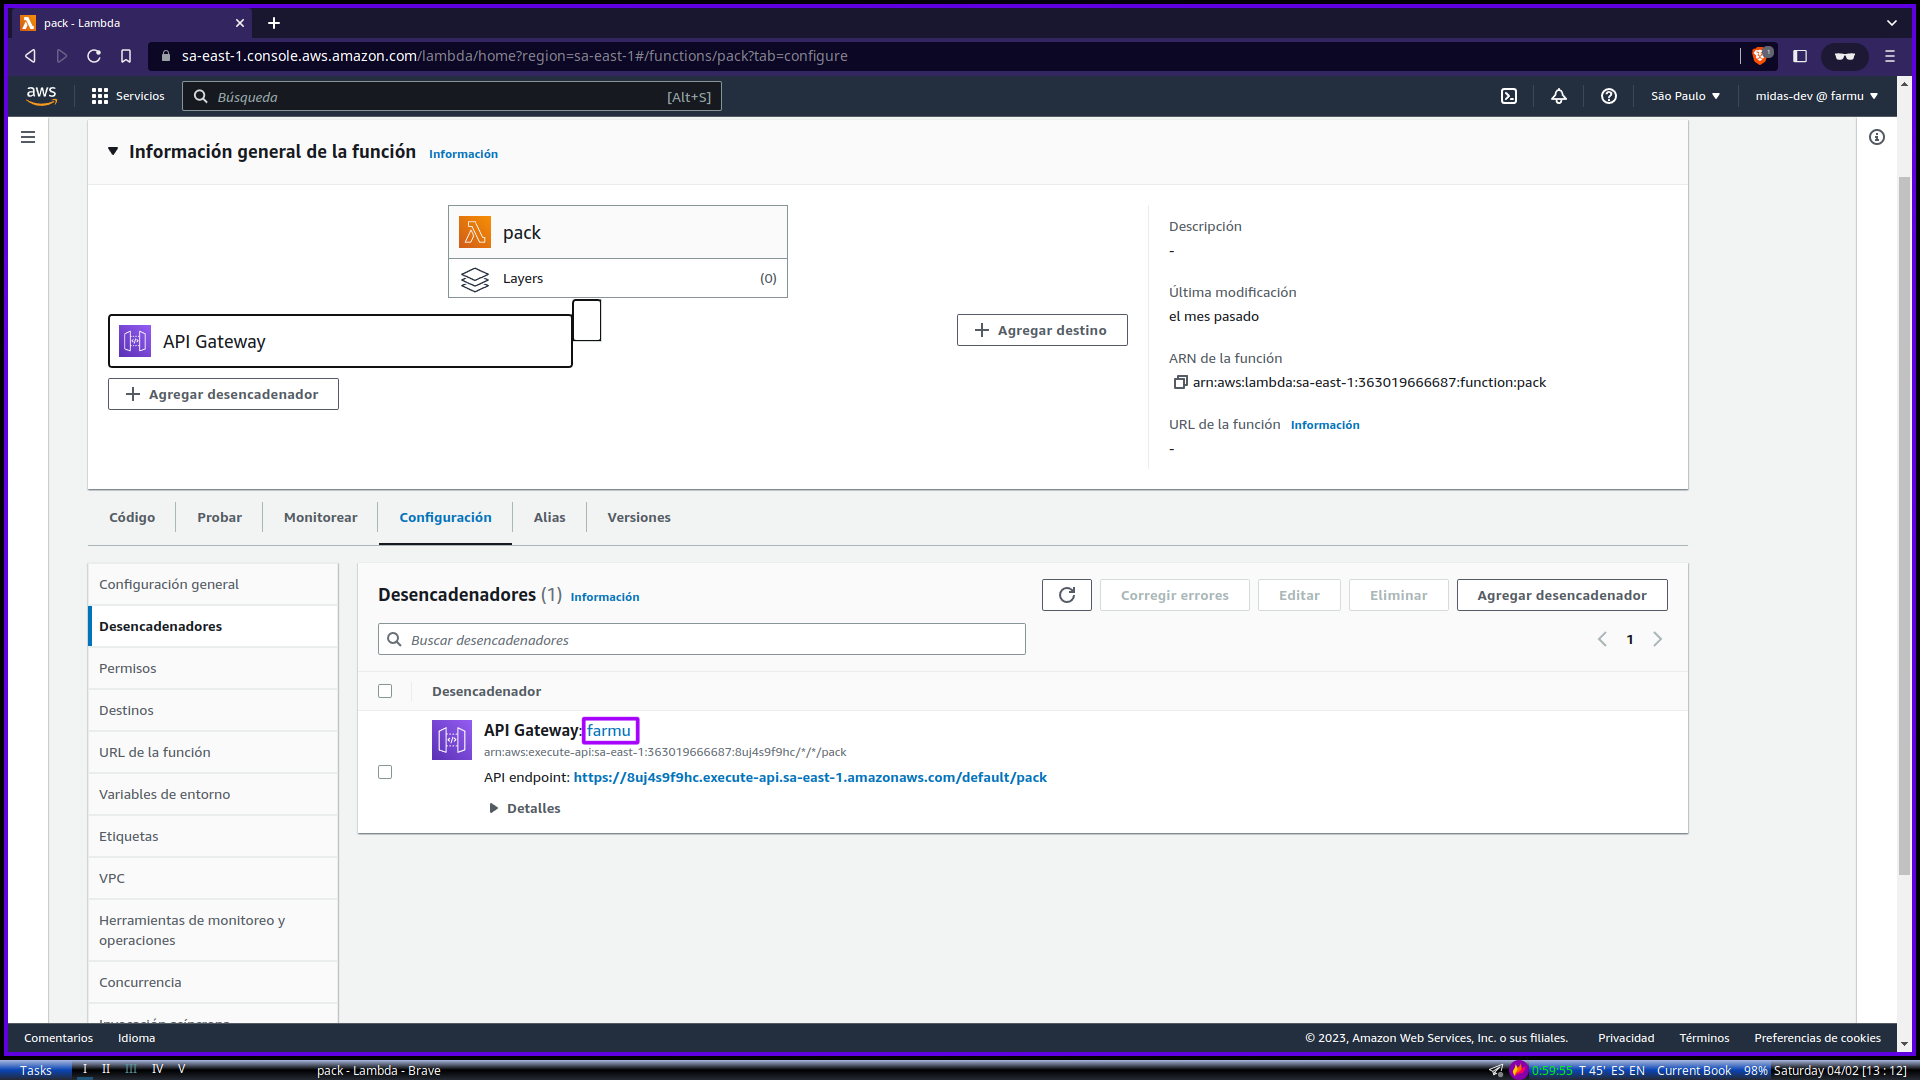 pack - Lambda
sa-east-1.console.aws.amazon.com/lambda/home?region=sa-east-1#/functions/pack?tab=configure
1
aws
Servicios
Búsqueda
[Alt+S]
São Paulo
midas-dev @ farmu
Información general de la función
Información
pack
Layers
(0)
API Gateway
Agregar desencadenador
Agregar destino
Descripción
-
Última modificación
el mes pasado
ARN de la función
arn:aws:lambda:sa-east-1:363019666687:function:pack
URL de la función Información
-
Código
Probar
Monitorear
Configuración
Alias
Versiones
Configuración general
Desencadenadores
Permisos
Destinos
URL de la función
Variables de entorno
Etiquetas
VPC
Herramientas de monitoreo y
operaciones
Concurrencia
Invocación asíncrona
Desencadenadores (1) Información
Corregir errores
Editar
Eliminar
Agregar desencadenador
Buscar desencadenadores
1
Desencadenador
API Gateway: farmu
arn:aws:execute-api:sa-east-1:363019666687:8uj4s9f9hc/*/*/pack
API endpoint: https://8uj4s9f9hc.execute-api.sa-east-1.amazonaws.com/default/pack
Detalles
Comentarios
Idioma
© 2023, Amazon Web Services, Inc. o sus filiales.
Privacidad
Términos
Preferencias de cookies
Tasks
I II III IV V
pack - Lambda - Brave
0:59:55 T 45' ES EN Current Book 98% Saturday 04/02 [13 : 12]